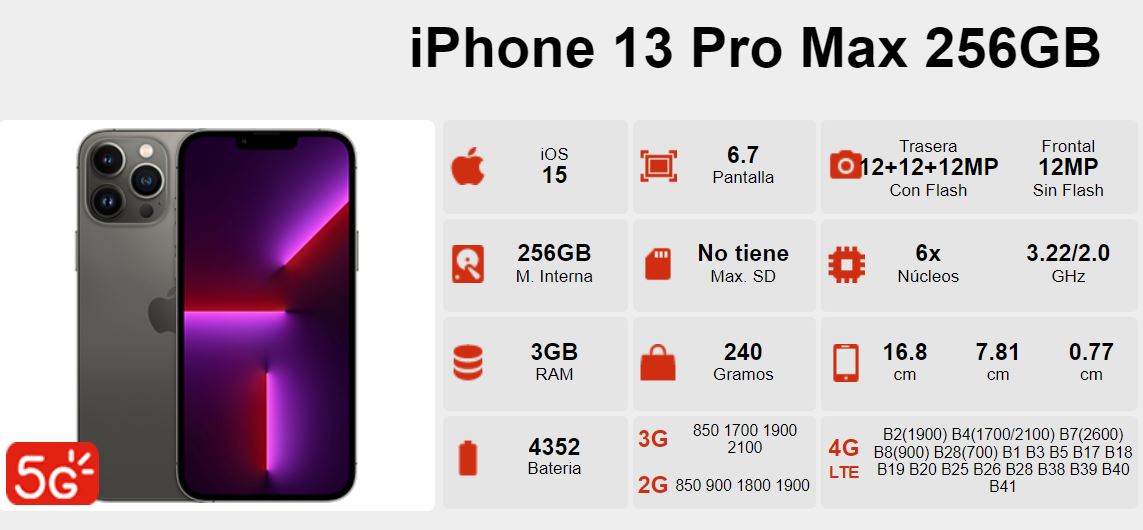 iPhone 13 Pro Max 256GB
iOS
15
6.7
Pantalla
Trasera
12+12+12MP
Con Flash
Frontal
12MP
Sin Flash
256GB
M. Interna
No tiene
Max. SD
6x
Núcleos
3.22/2.0
GHz
3GB
RAM
240
Gramos
16.8
cm
7.81
cm
0.77
cm
4352
Bateria
3G
850 1700 1900
2100
2G
850 900 1800 1900
4G
LTE
B2(1900) B4(1700/2100) B7(2600)
B8(900) B28(700) B1 B3 B5 B17 B18
B19 B20 B25 B26 B28 B38 B39 B40
B41
5G